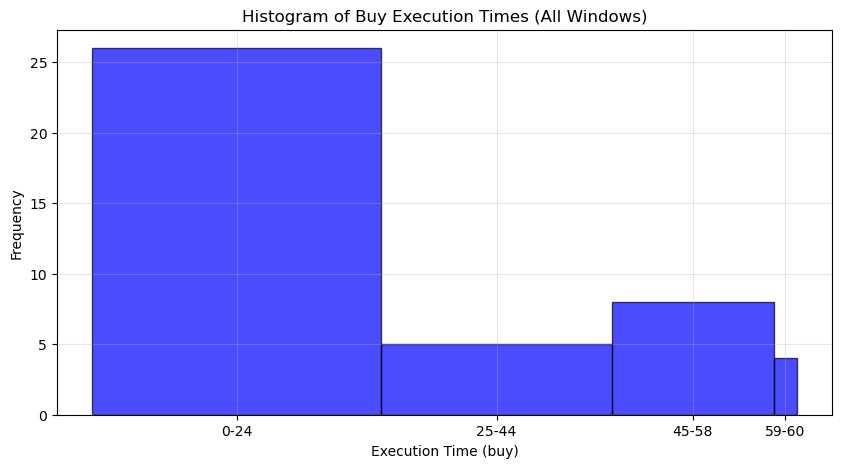 Histogram of Buy Execution Times (All Windows)
25
20
15
10
5
0
Frequency
0-24 25-44 45-58 59-60
Execution Time (buy)